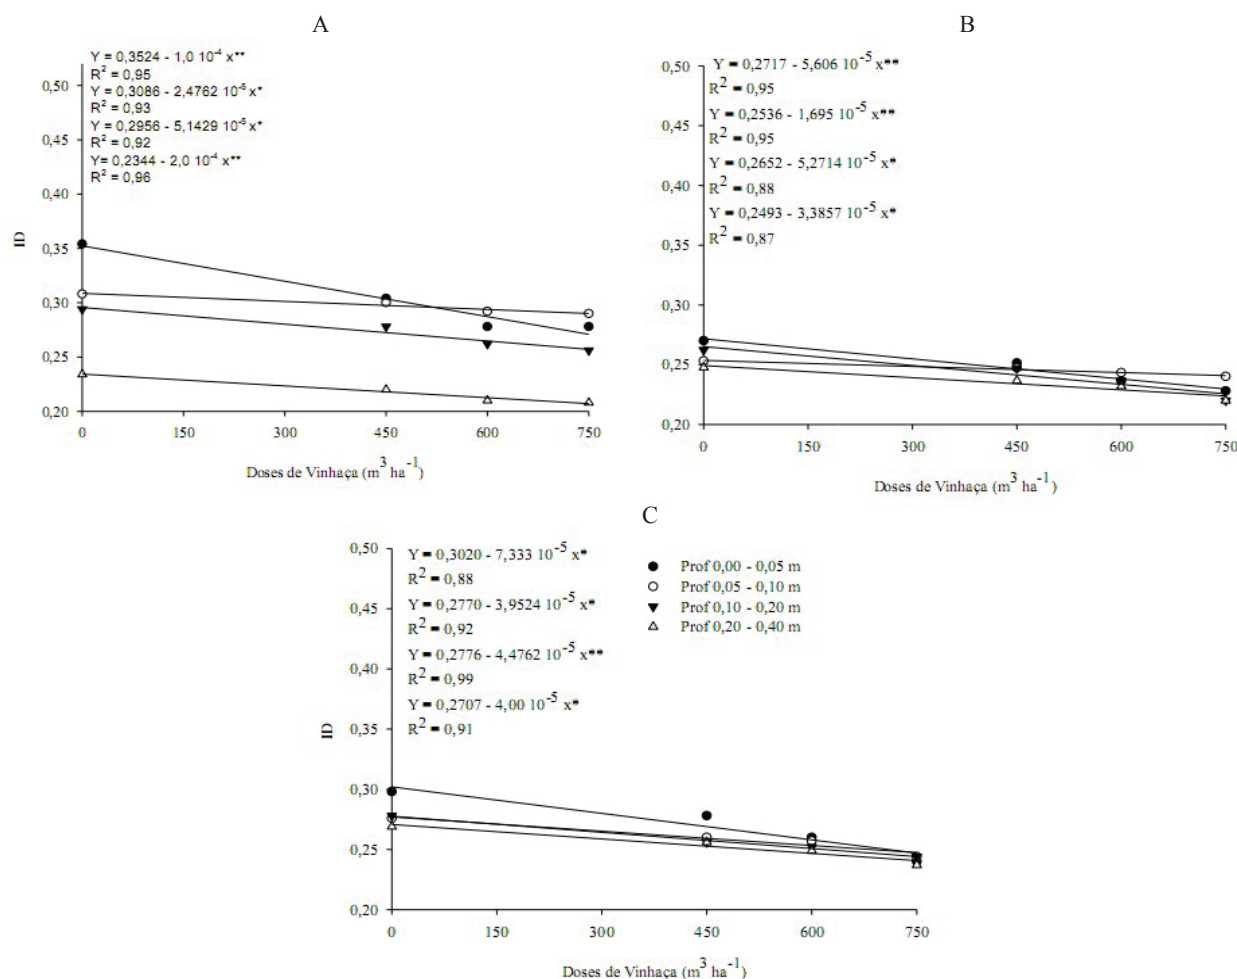 A
Y = 0,3524 - 1,0 10⁻⁴ x**
R² = 0,95
Y = 0,3086 - 2,4762 10⁻⁵ x*
R² = 0,93
Y = 0,2956 - 5,1429 10⁻⁵ x*
R² = 0,92
Y= 0,2344 - 2,0 10⁻⁴ x**
R² = 0,96
0,50
0,45
0,40
0,35
0,30
0,25
0,20
ID
0 150 300 450 600 750
Doses de Vinhaça (m³ ha⁻¹)
B
Y = 0,2717 - 5,606 10⁻⁵ x**
R² = 0,95
Y = 0,2536 - 1,695 10⁻⁵ x**
R² = 0,95
Y = 0,2652 - 5,2714 10⁻⁵ x*
R² = 0,88
Y = 0,2493 - 3,3857 10⁻⁵ x*
R² = 0,87
0,50
0,45
0,40
0,35
0,30
0,25
0,20
0 150 300 450 600 750
Doses de Vinhaça (m³ ha⁻¹)
C
Y = 0,3020 - 7,333 10⁻⁵ x*
R² = 0,88
Y = 0,2770 - 3,9524 10⁻⁵ x*
R² = 0,92
Y = 0,2776 - 4,4762 10⁻⁵ x**
R² = 0,99
Y = 0,2707 - 4,00 10⁻⁵ x*
R² = 0,91
Prof 0,00 - 0,05 m
Prof 0,05 - 0,10 m
Prof 0,10 - 0,20 m
Prof 0,20 - 0,40 m
0,50
0,45
0,40
0,35
0,30
0,25
0,20
ID
0 150 300 450 600 750
Doses de Vinhaça (m³ ha⁻¹)